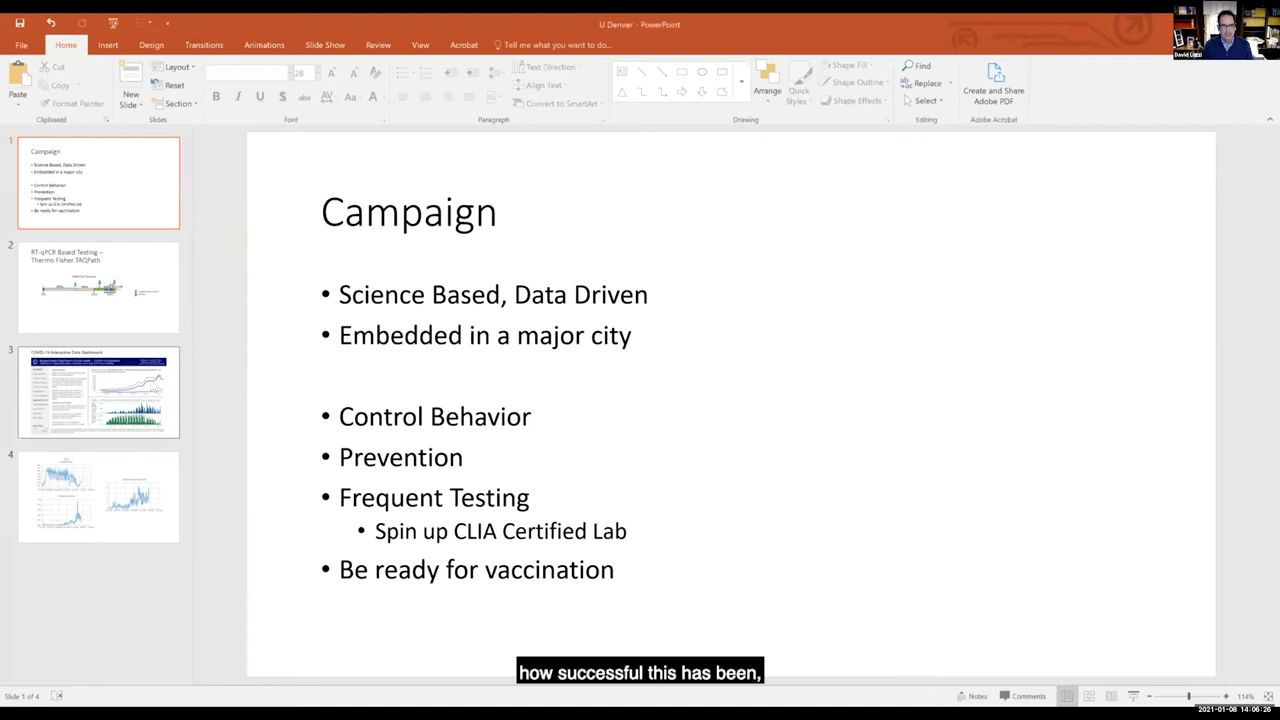 U Denver - PowerPoint
File
Home
Insert
Design
Transitions
Animations
Slide Show
Review
View
Acrobat
Tell me what you want to do...
Paste
Cut
Copy
Format Painter
Clipboard
New Slide
Layout
Reset
Section
Slides
28
Font
Text Direction
Align Text
Convert to SmartArt
Paragraph
Arrange
Quick Styles
Shape Fill
Shape Outline
Shape Effects
Drawing
Find
Replace
Select
Editing
Create and Share
Adobe PDF
Adobe Acrobat
1
Campaign
• Science Based, Data Driven
• Embedded in a major city
• Control Behavior
• Prevention
• Frequent Testing
• Spin up CLIA Certified Lab
• Be ready for vaccination
2
RT-qPCR Based Testing –
Thermo Fisher TAQPath
3
COVID-19 Interactive Data Dashboard
4
Campaign
• Science Based, Data Driven
• Embedded in a major city
• Control Behavior
• Prevention
• Frequent Testing
• Spin up CLIA Certified Lab
• Be ready for vaccination
how successful this has been,
Slide 1 of 4
Notes
Comments
114%
2021-01-08 14:06:26